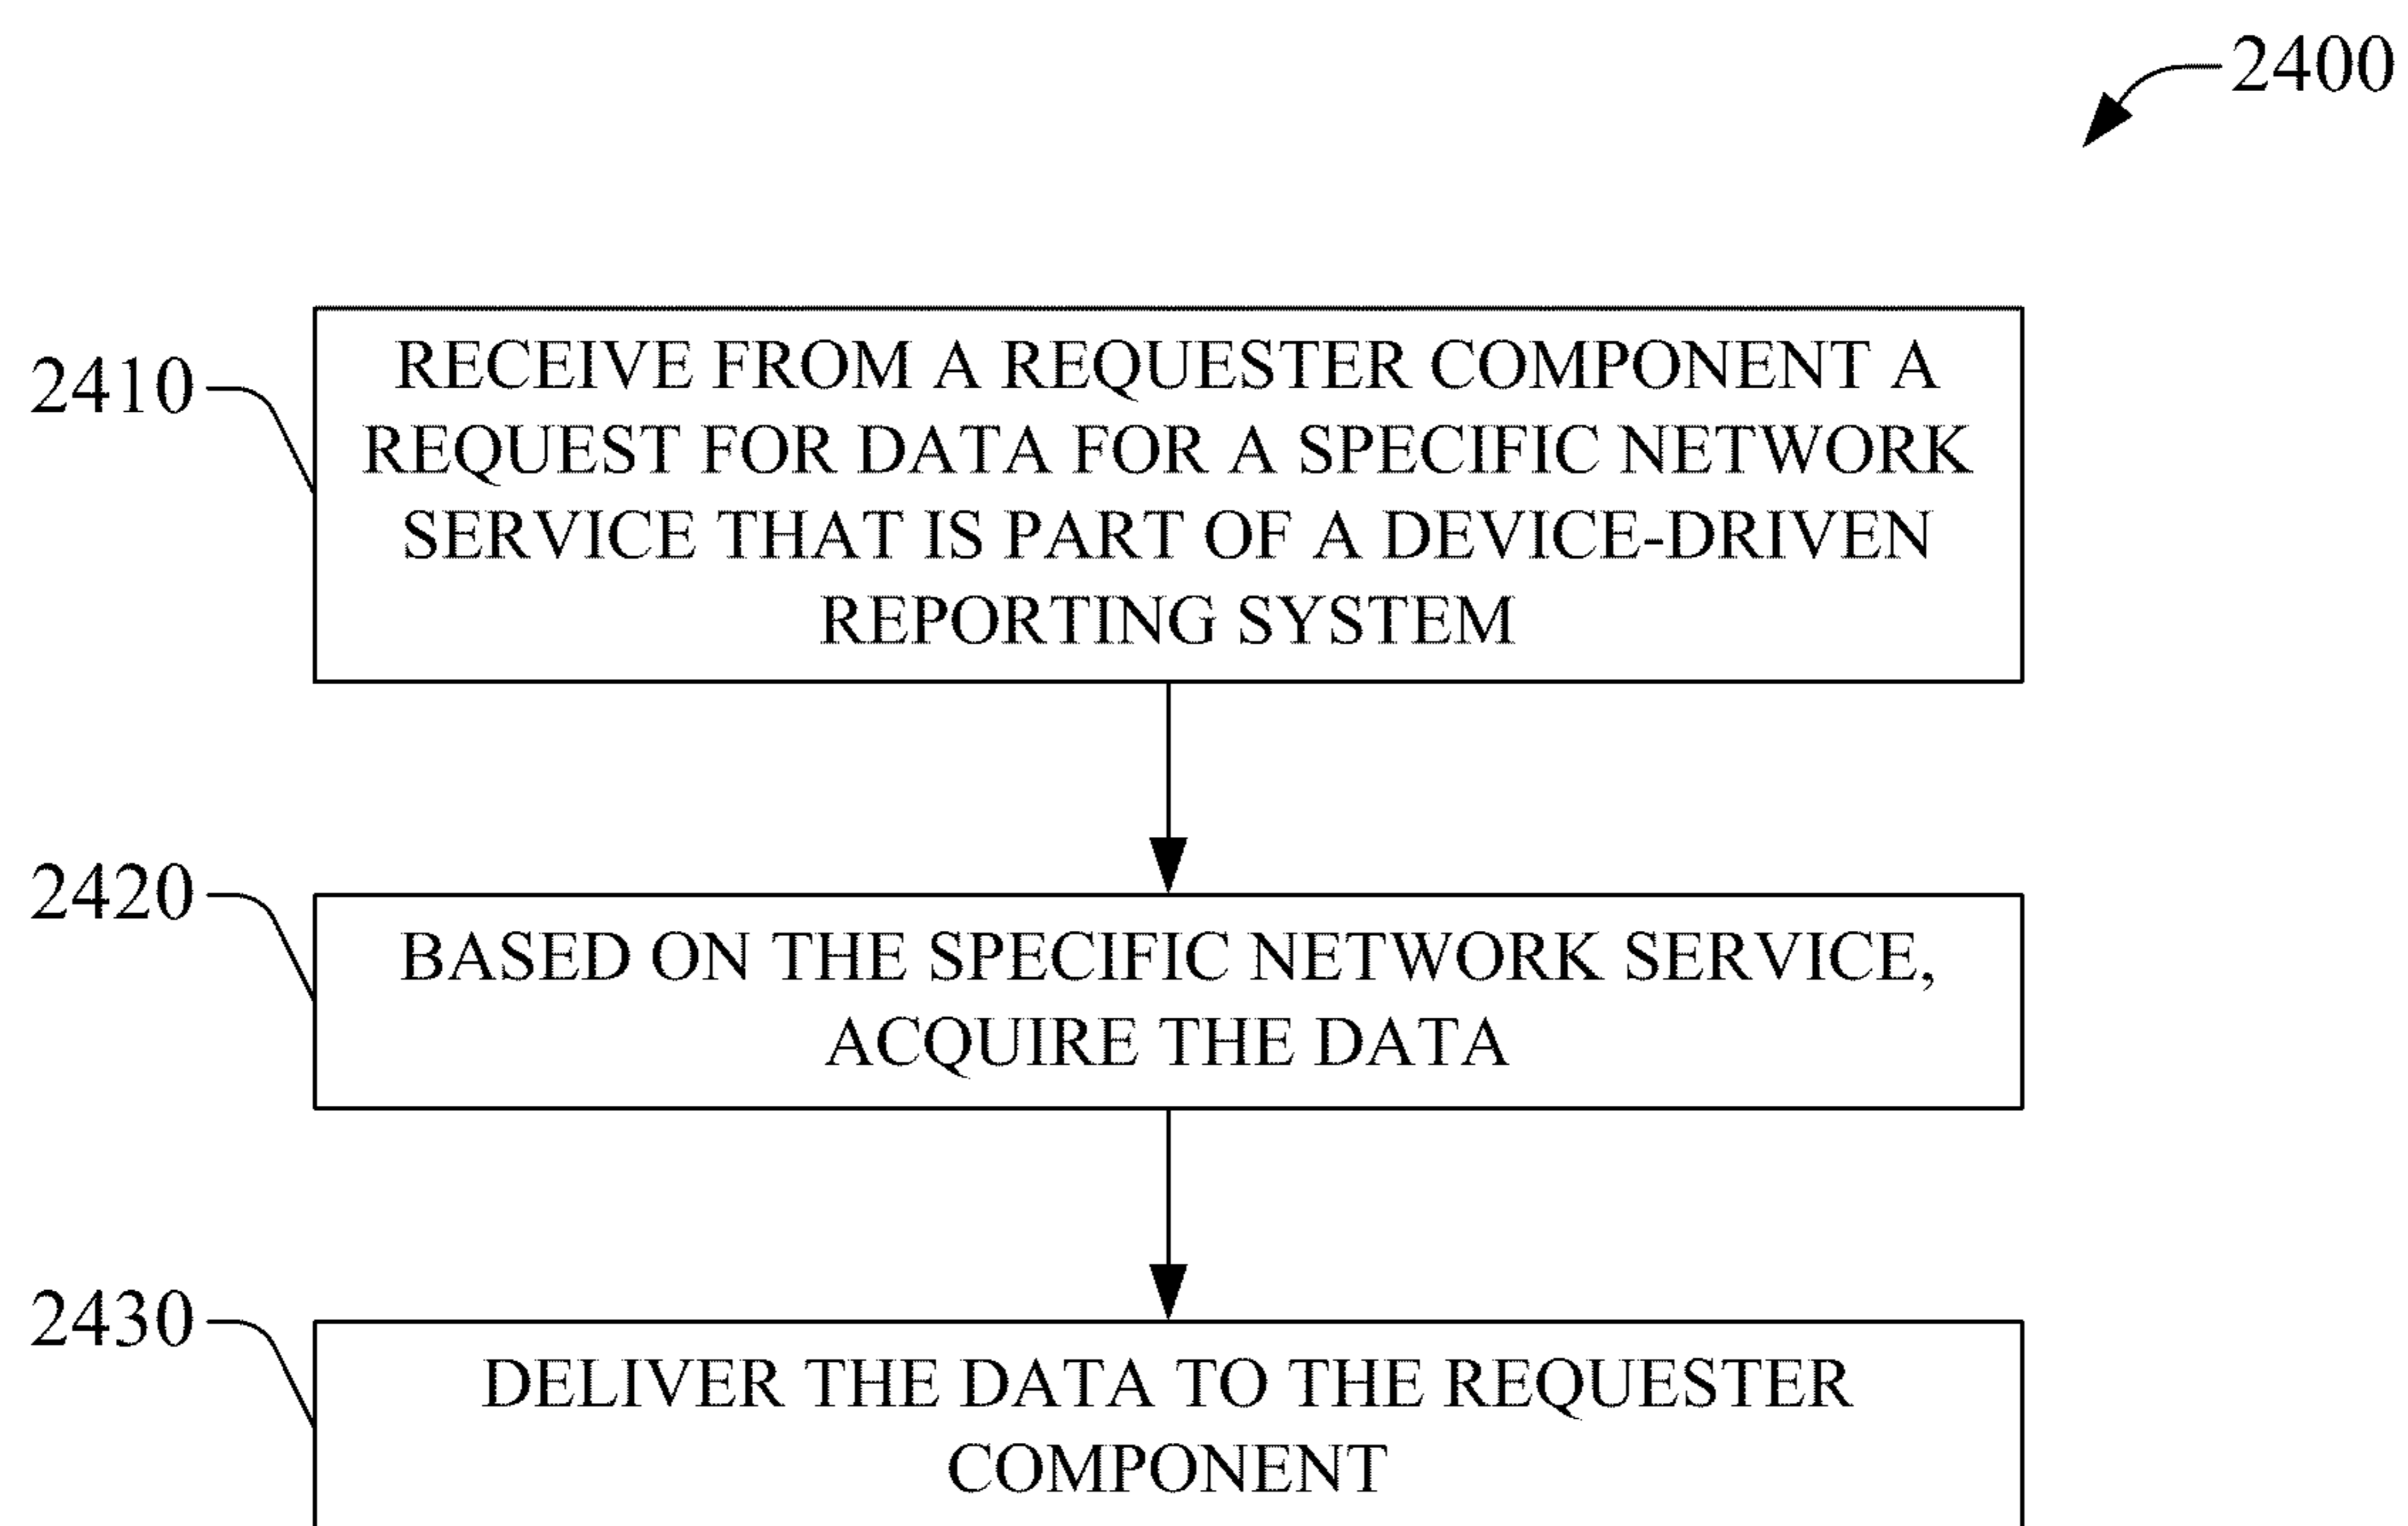 2400
2410
RECEIVE FROM A REQUESTER COMPONENT A
REQUEST FOR DATA FOR A SPECIFIC NETWORK
SERVICE THAT IS PART OF A DEVICE-DRIVEN
REPORTING SYSTEM
2420
BASED ON THE SPECIFIC NETWORK SERVICE,
ACQUIRE THE DATA
2430
DELIVER THE DATA TO THE REQUESTER
COMPONENT